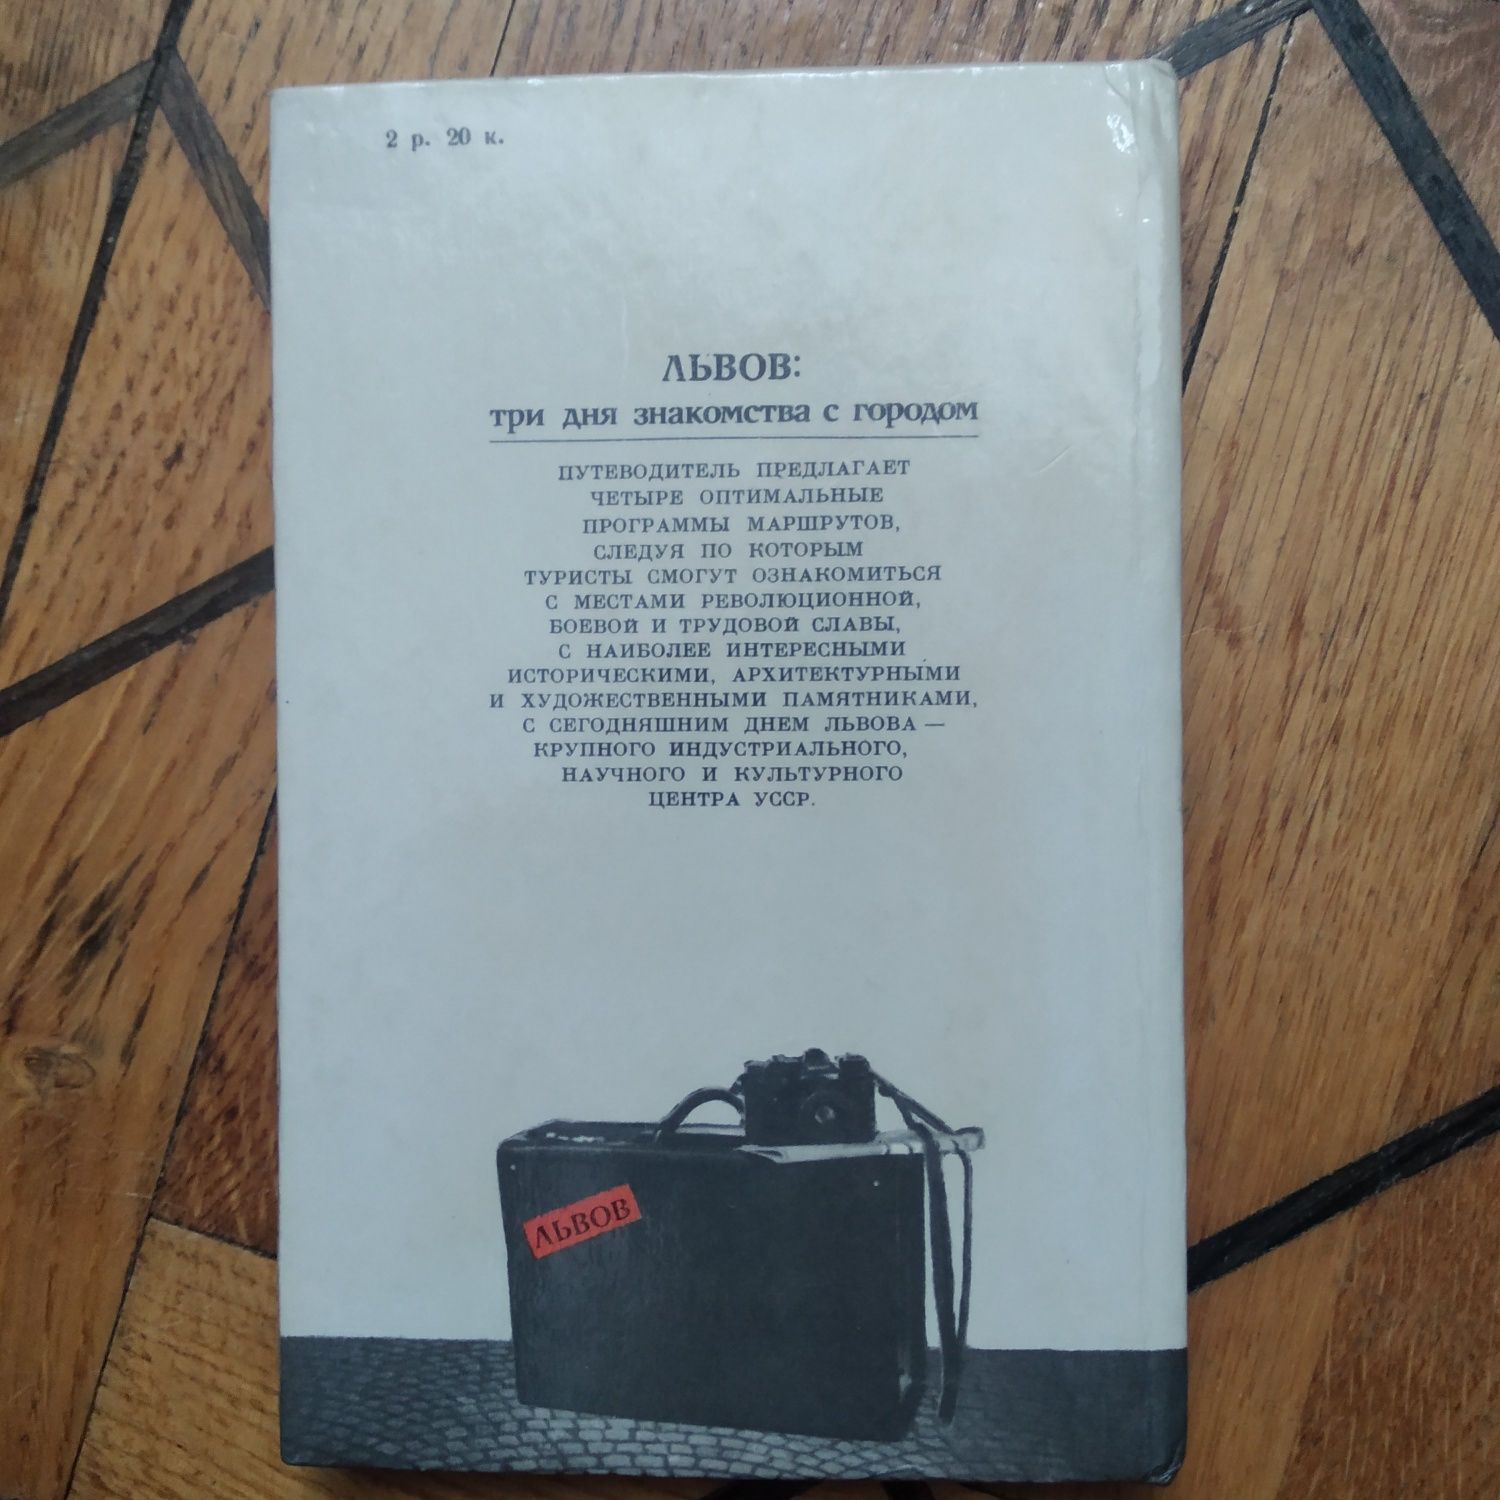 2 р. 20 к.
ЛЬВОВ:
три дня знакомства с городом
ПУТЕВОДИТЕЛЬ ПРЕДЛАГАЕТ
ЧЕТЫРЕ ОПТИМАЛЬНЫЕ
ПРОГРАММЫ МАРШРУТОВ,
СЛЕДУЯ ПО КОТОРЫМ
ТУРИСТЫ СМОГУТ ОЗНАКОМИТЬСЯ
С МЕСТАМИ РЕВОЛЮЦИОННОЙ,
БОЕВОЙ И ТРУДОВОЙ СЛАВЫ,
С НАИБОЛЕЕ ИНТЕРЕСНЫМИ
ИСТОРИЧЕСКИМИ, АРХИТЕКТУРНЫМИ
И ХУДОЖЕСТВЕННЫМИ ПАМЯТНИКАМИ,
С СЕГОДНЯШНИМ ДНЕМ ЛЬВОВА —
КРУПНОГО ИНДУСТРИАЛЬНОГО,
НАУЧНОГО И КУЛЬТУРНОГО
ЦЕНТРА УССР.
ЛЬВОВ